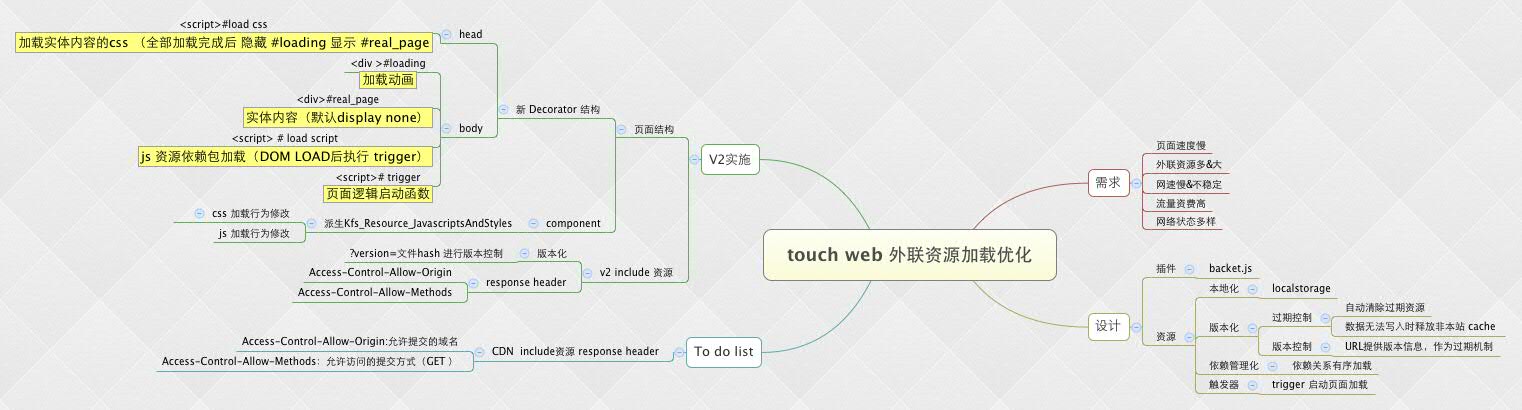 <script>#load css
加载实体内容的css （全部加载完成后 隐藏 #loading 显示 #real_page
head
<div >#loading
加载动画
<div>#real_page
实体内容（默认display none）
<script> # load script
js 资源依赖包加载（DOM LOAD后执行 trigger）
<script># trigger
页面逻辑启动函数
body
新 Decorator 结构
css 加载行为修改
js 加载行为修改
派生Kfs_Resource_JavascriptsAndStyles
component
页面结构
?version=文件hash 进行版本控制
版本化
Access-Control-Allow-Origin
Access-Control-Allow-Methods
response header
v2 include 资源
V2实施
Access-Control-Allow-Origin:允许提交的域名
Access-Control-Allow-Methods：允许访问的提交方式（GET ）
CDN  include资源 response header
To do list
touch web 外联资源加载优化
需求
页面速度慢
外联资源多&大
网速慢&不稳定
流量资费高
网络状态多样
设计
插件
backet.js
资源
本地化
localstorage
版本化
过期控制
自动清除过期资源
数据无法写入时释放非本站 cache
版本控制
URL提供版本信息，作为过期机制
依赖管理化
依赖关系有序加载
触发器
trigger 启动页面加载